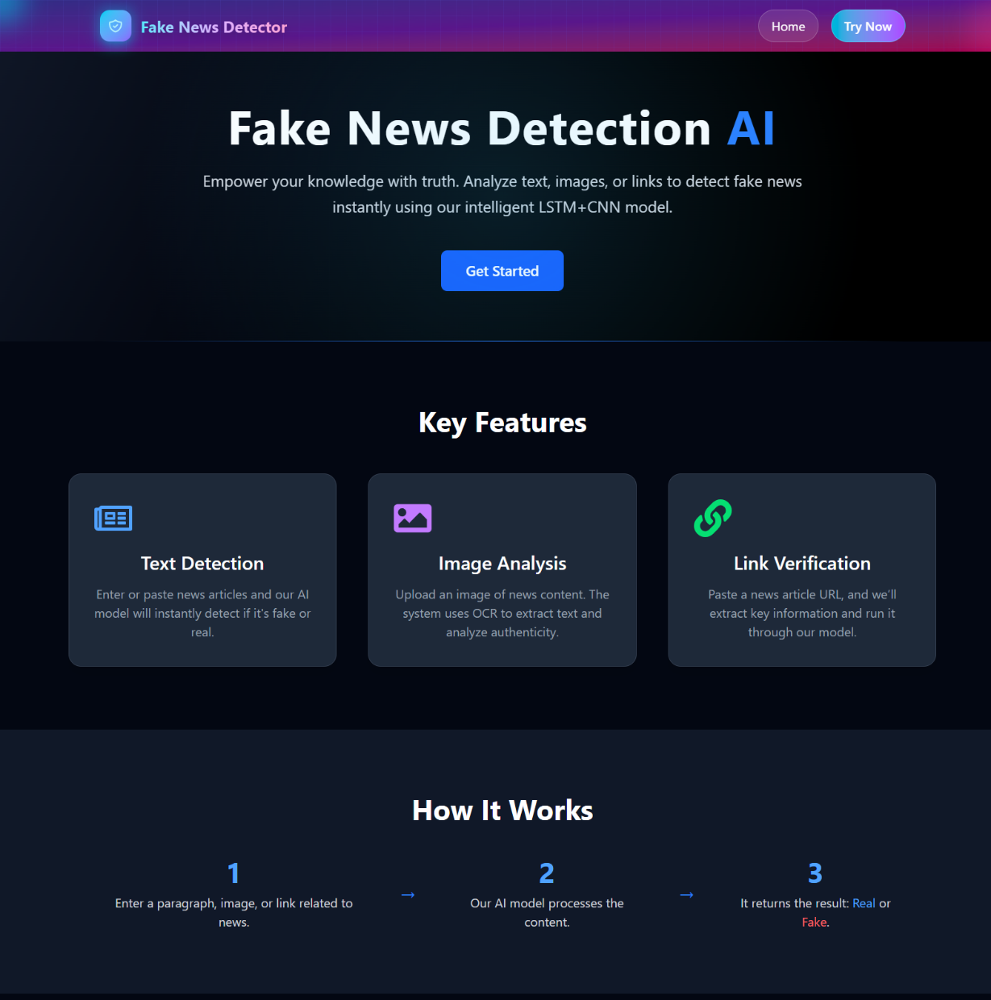 Fake News Detector
Home
Try Now
Fake News Detection AI
Empower your knowledge with truth. Analyze text, images, or links to detect fake news
instantly using our intelligent LSTM+CNN model.
Get Started
Key Features
Text Detection
Enter or paste news articles and our AI
model will instantly detect if it's fake or
real.
Image Analysis
Upload an image of news content. The
system uses OCR to extract text and
analyze authenticity.
Link Verification
Paste a news article URL, and we'll
extract key information and run it
through our model.
How It Works
1
Enter a paragraph, image, or link related to
news.
→
2
Our AI model processes the
content.
→
3
It returns the result: Real or
Fake.